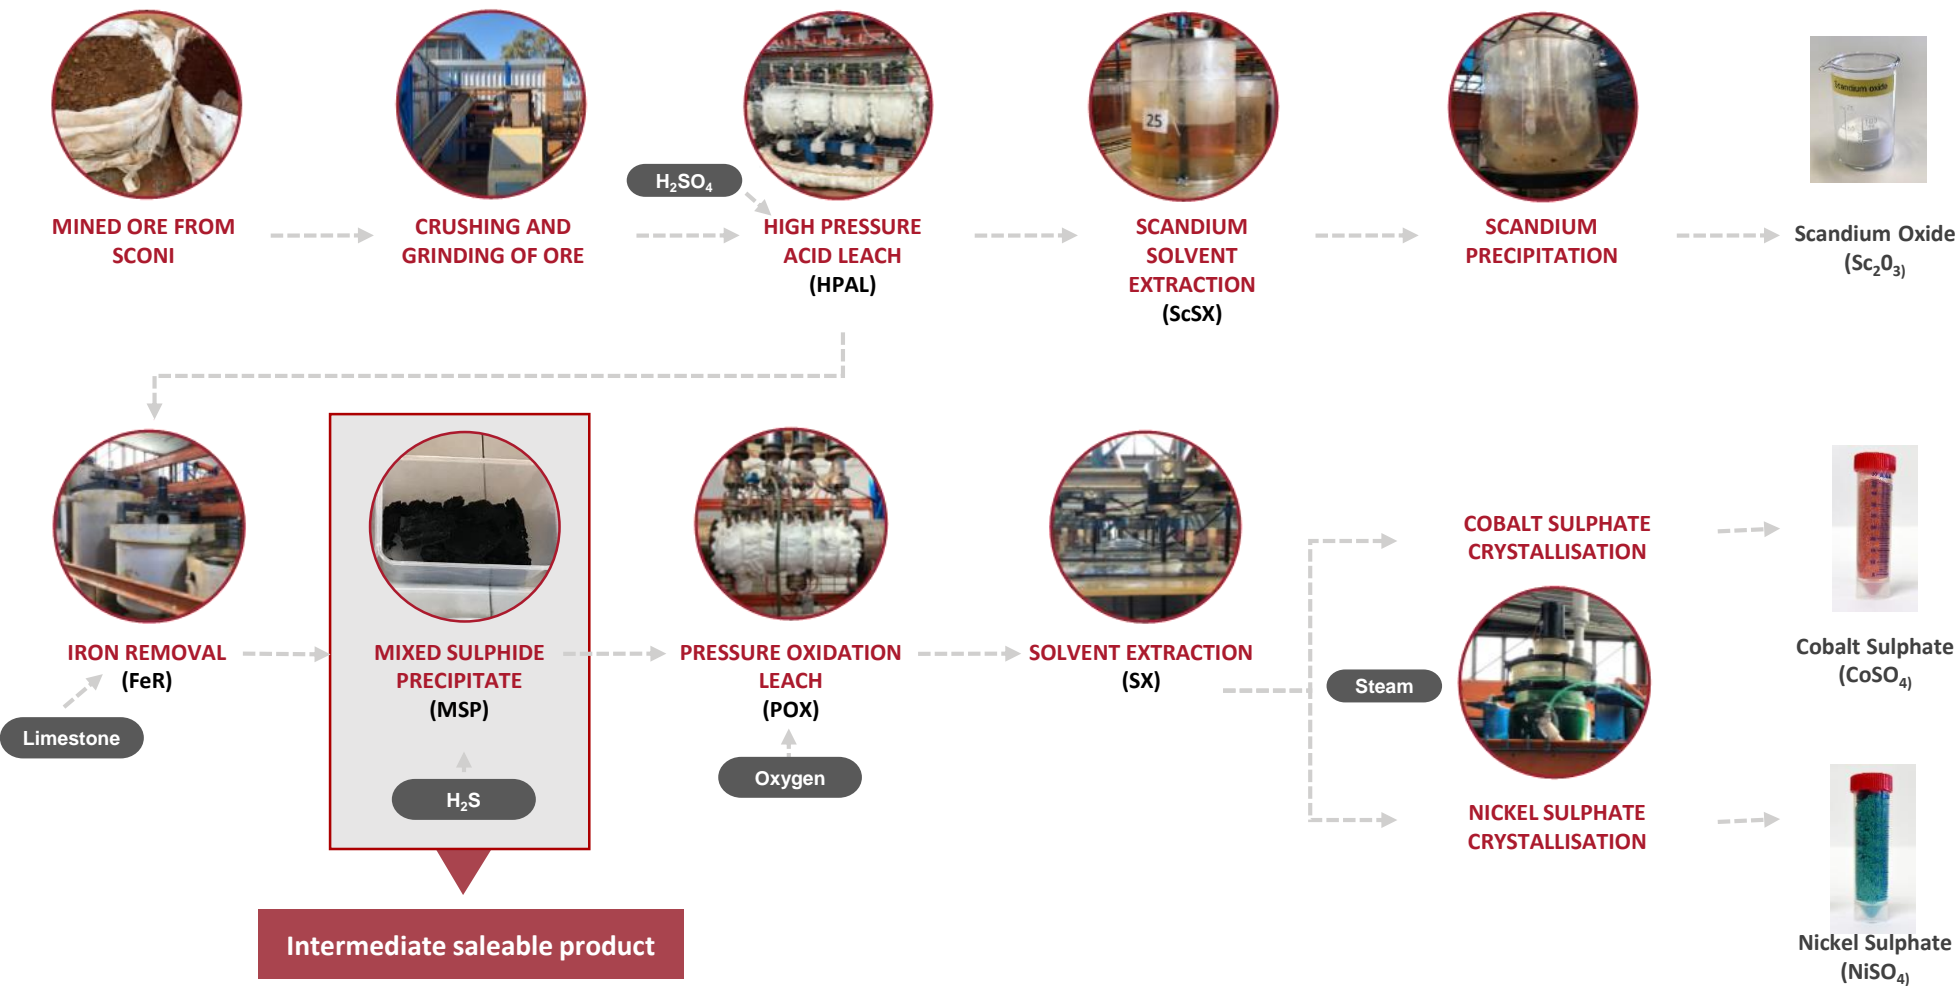 25
Scandium oxide
H₂SO₄
MINED ORE FROM
SCONI
CRUSHING AND
GRINDING OF ORE
HIGH PRESSURE
ACID LEACH
(HPAL)
SCANDIUM
SOLVENT
EXTRACTION
(ScSX)
SCANDIUM
PRECIPITATION
Scandium Oxide
(Sc₂0₃)
IRON REMOVAL
(FeR)
Limestone
MIXED SULPHIDE
PRECIPITATE
(MSP)
H₂S
Intermediate saleable product
PRESSURE OXIDATION
LEACH
(POX)
Oxygen
SOLVENT EXTRACTION
(SX)
Steam
COBALT SULPHATE
CRYSTALLISATION
NICKEL SULPHATE
CRYSTALLISATION
Cobalt Sulphate
(CoSO₄)
Nickel Sulphate
(NiSO₄)